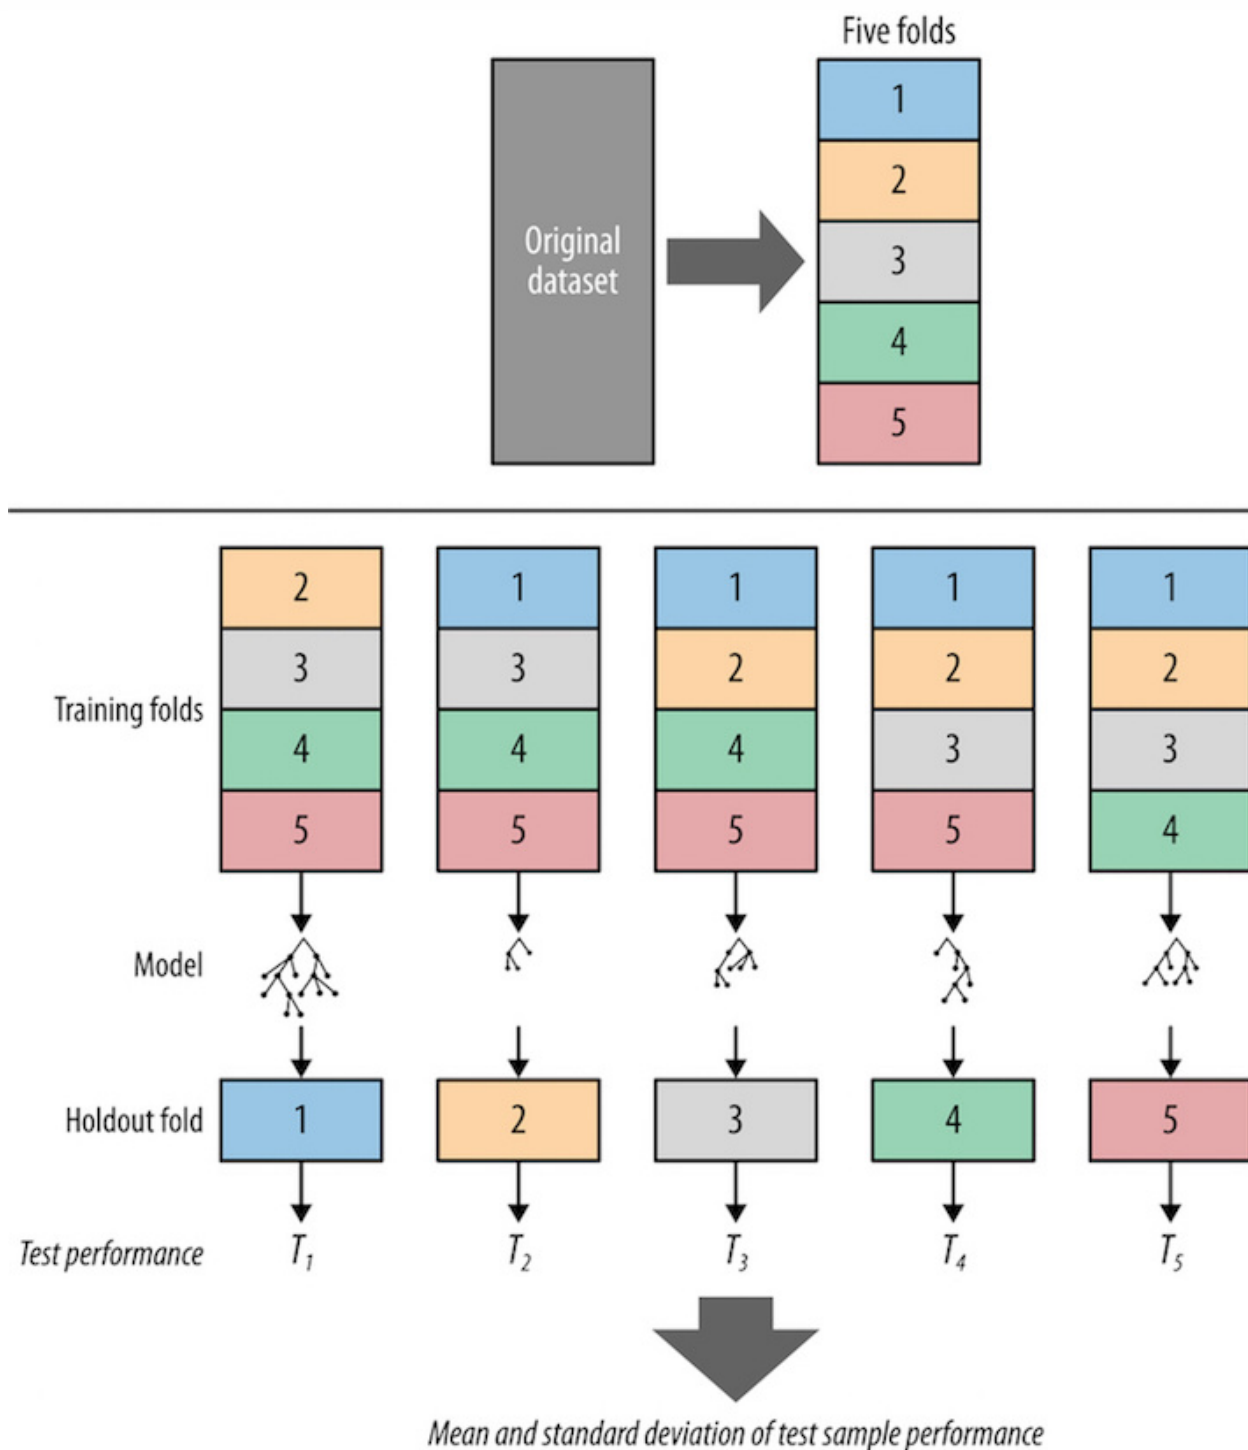 Five folds
1
2
Original
dataset
3
4
5
2 1 1 1 1
3 3 2 2 2
Training folds
4 4 4 3 3
5 5 5 5 4
Model
Holdout fold 1 2 3 4 5
Test performance T₁ T₂ T₃ T₄ T₅
Mean and standard deviation of test sample performance